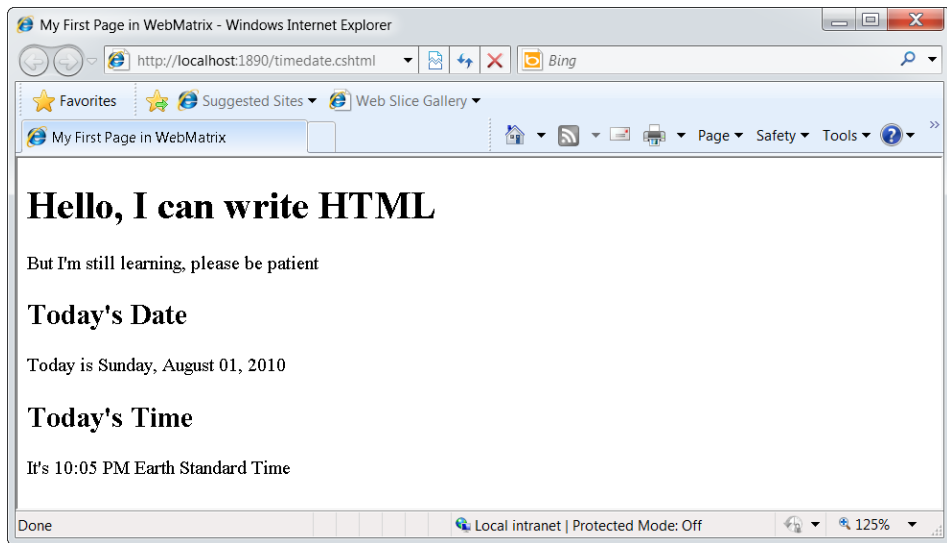 My First Page in WebMatrix - Windows Internet Explorer
http://localhost:1890/timedate.cshtml Bing
Favorites Suggested Sites Web Slice Gallery
My First Page in WebMatrix Page Safety Tools
Hello, I can write HTML
But I'm still learning, please be patient
Today's Date
Today is Sunday, August 01, 2010
Today's Time
It's 10:05 PM Earth Standard Time
Done Local intranet | Protected Mode: Off 125%